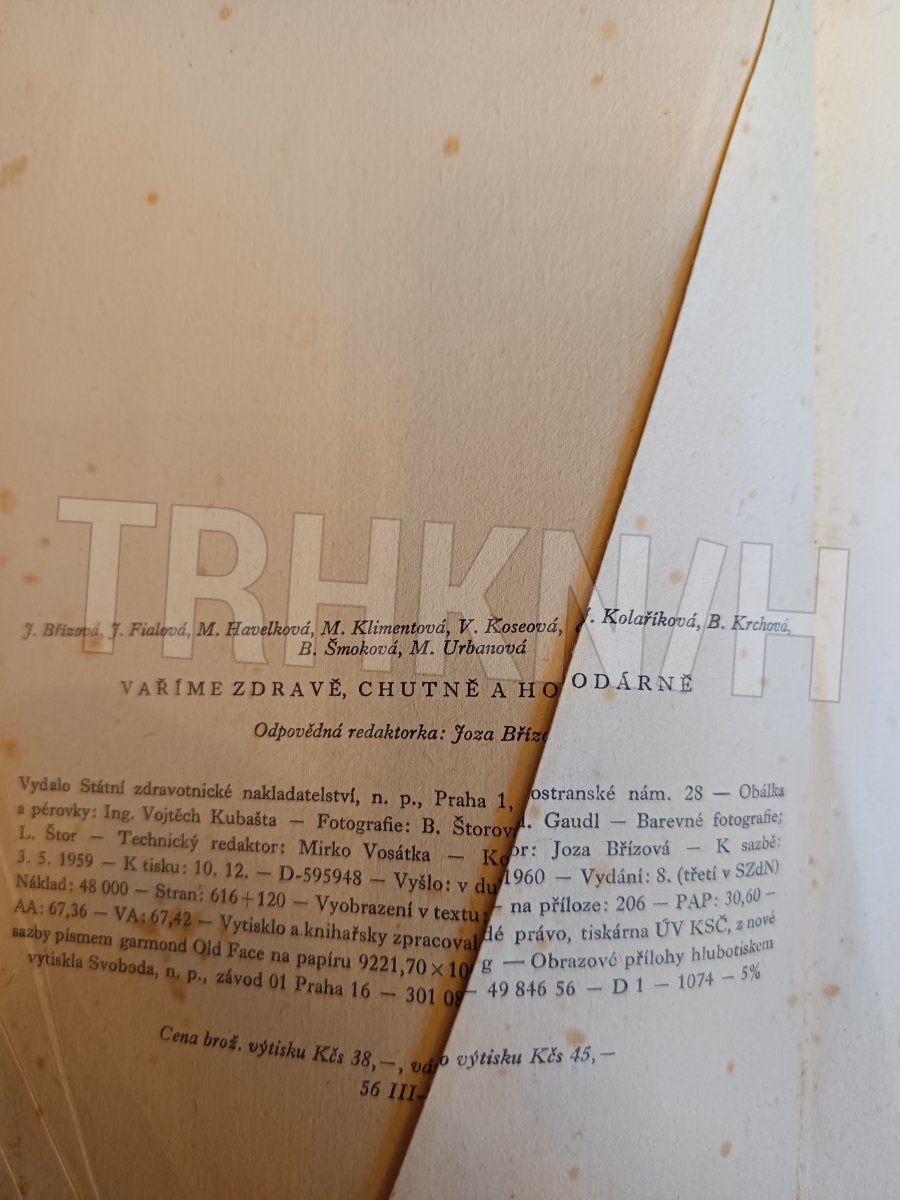 TRHKNIH
J. Břízová, J. Fialová, M. Havelková, M. Klimentová, V. Koseová, J. Kolaříková, B. Krchová,
B. Šmoková, M. Urbanová
VAŘÍME ZDRAVĚ, CHUTNĚ A HO ODÁRNĚ
Odpovědná redaktorka: Joza Bříz
Vydalo Státní zdravotnické nakladatelství, n. p., Praha 1, ostranské nám. 28 — Obálka
a pérovky: Ing. Vojtěch Kubašta — Fotografie: B. Štorov Gaudl — Barevné fotografie:
L. Štor — Technický redaktor: Mirko Vosátka — Ko or: Joza Břízová — K sazbě:
3. 5. 1959 — K tisku: 10. 12. — D-595948 — Vyšlo: v du 1960 — Vydání: 8. (třetí v SZdN)
Náklad: 48 000 — Stran: 616+120 — Vyobrazení v textu: — na příloze: 206 — PAP: 30,60 —
AA: 67,36 — VA: 67,42 — Vytisklo a knihařsky zpracoval dé právo, tiskárna ÚV KSČ, z nové
sazby písmem garmond Old Face na papíru 9221,70×10 g — Obrazové přílohy hlubotiskem
vytiskla Svoboda, n. p., závod 01 Praha 16 — 301 0 — 49 846 56 — D 1 — 1074 — 5%
Cena brož. výtisku Kčs 38,—, vá o výtisku Kčs 45,—
56 III-